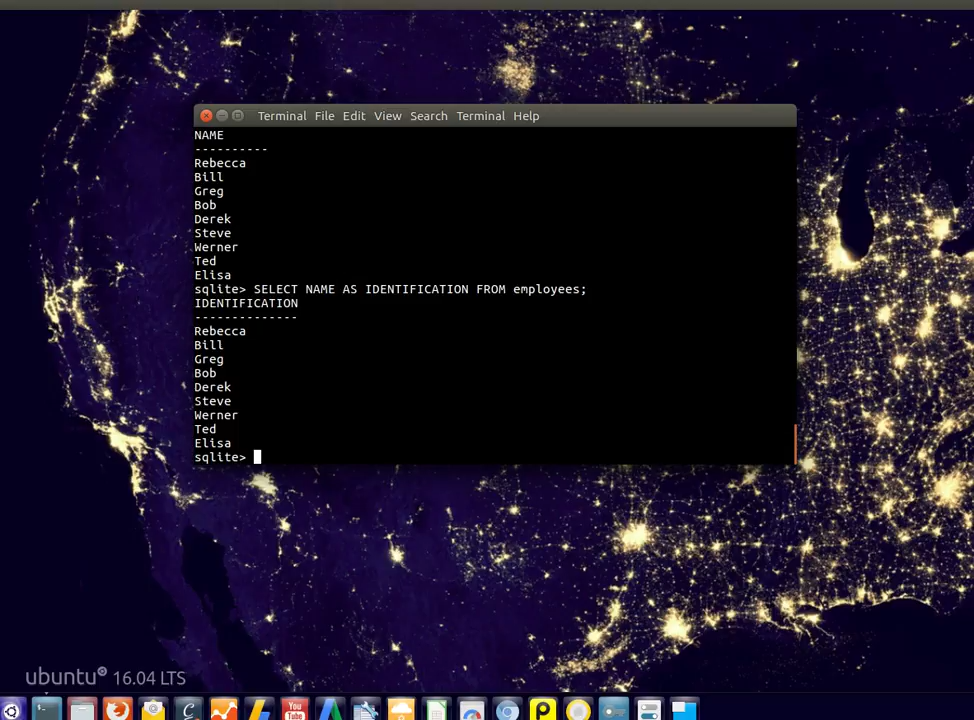 Terminal File Edit View Search Terminal Help
NAME
----------
Rebecca
Bill
Greg
Bob
Derek
Steve
Werner
Ted
Elisa
sqlite> SELECT NAME AS IDENTIFICATION FROM employees;
IDENTIFICATION
--------------
Rebecca
Bill
Greg
Bob
Derek
Steve
Werner
Ted
Elisa
sqlite>
ubuntu® 16.04 LTS
You
Tube